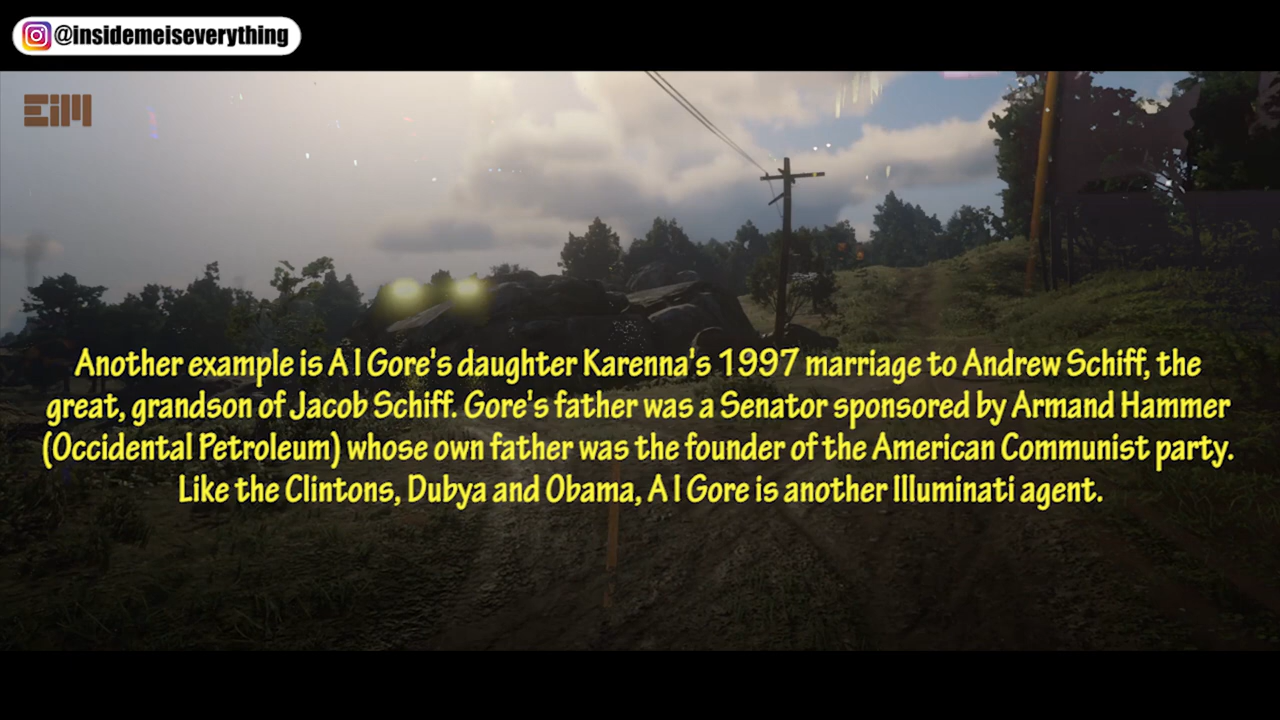 @insidemeiseverything
EIM
Another example is A l Gore's daughter Karenna's 1997 marriage to Andrew Schiff, the
great, grandson of Jacob Schiff. Gore's father was a Senator sponsored by Armand Hammer
(Occidental Petroleum) whose own father was the founder of the American Communist party.
Like the Clintons, Dubya and Obama, A l Gore is another Illuminati agent.